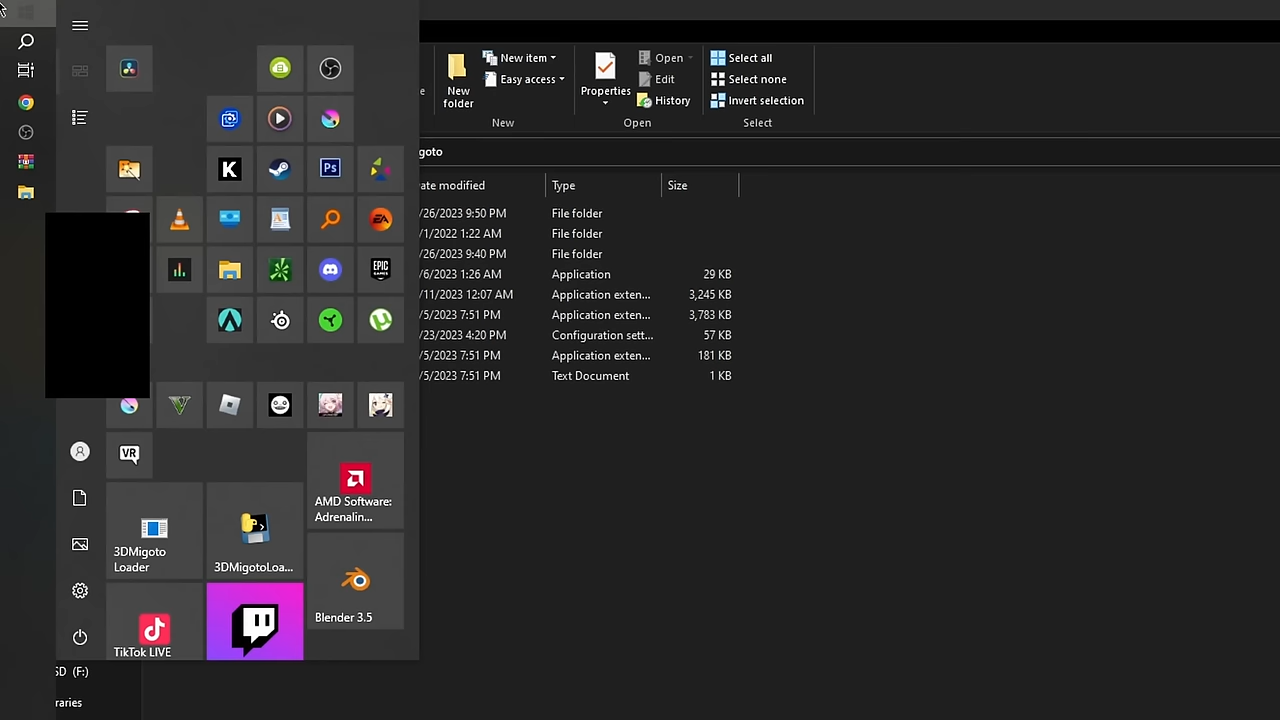 New item
Easy access
New
folder
New
Properties
Open
Edit
History
Open
Select all
Select none
Invert selection
Select
goto
ate modified
Type
Size
/26/2023 9:50 PM
File folder
/1/2022 1:22 AM
File folder
/26/2023 9:40 PM
File folder
/6/2023 1:26 AM
Application
29 KB
/11/2023 12:07 AM
Application exten...
3,245 KB
/5/2023 7:51 PM
Application exten...
3,783 KB
/23/2023 4:20 PM
Configuration sett...
57 KB
/5/2023 7:51 PM
Application exten...
181 KB
/5/2023 7:51 PM
Text Document
1 KB
K
Ps
EA
EPIC
GAMES
V
VR
AMD Software:
Adrenalin...
3DMigoto
Loader
3DMigotoLoa...
Blender 3.5
TikTok LIVE
SD (F:)
raries